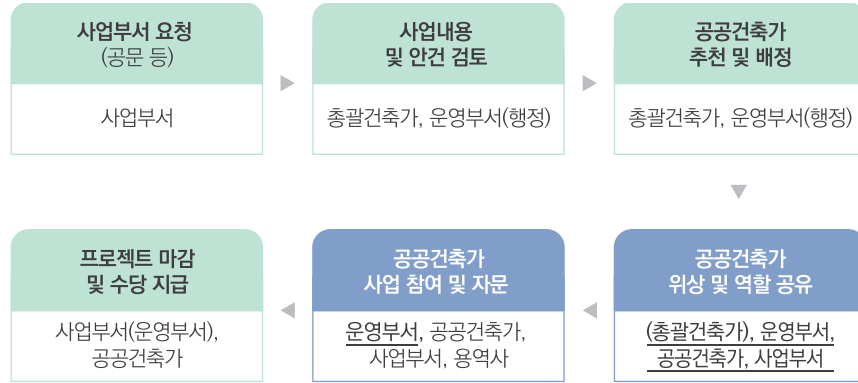 사업부서 요청
(공문 등)
사업부서
사업내용
및 안건 검토
총괄건축가, 운영부서(행정)
공공건축가
추천 및 배정
총괄건축가, 운영부서(행정)
공공건축가
위상 및 역할 공유
(총괄건축가), 운영부서,
공공건축가, 사업부서
공공건축가
사업 참여 및 자문
운영부서, 공공건축가,
사업부서, 용역사
프로젝트 마감
및 수당 지급
사업부서(운영부서),
공공건축가